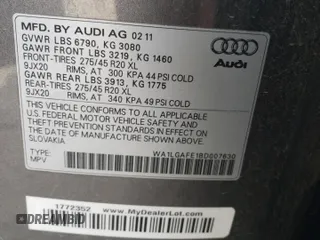 MFD. BY AUDI AG 02 11
GVWR LBS 6790, KG 3080
GAWR FRONT LBS 3219, KG 1460
FRONT-TIRES 275/45 R20 XL
9JX20 RIMS, AT 300 KPA 44 PSI COLD
GAWR REAR LBS 3913, KG 1775
REAR-TIRES 275/45 R20 XL
9JX20 RIMS, AT 340 KPA 49 PSI COLD
THIS VEHICLE CONFORMS TO ALL APPLICABLE
U.S. FEDERAL MOTOR VEHICLE SAFETY AND
BUMPER STANDARDS IN EFFECT ON THE DATE OF
MANUFACTURE SHOWN ABOVE.
SLOVAKIA
Audi
TYPE:
MPV
WA1LGAFE1BD007630
1772352
www.
MyDealerLot.com
DREAMBID